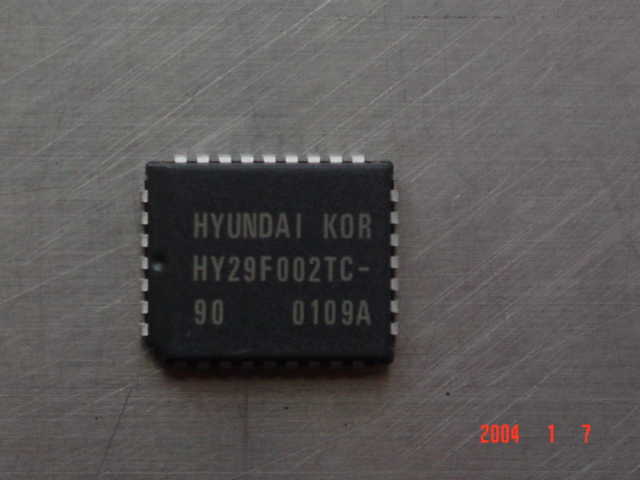 HYUNDAI KOR
HY29F002TC-
90 0109A
2004 1 7